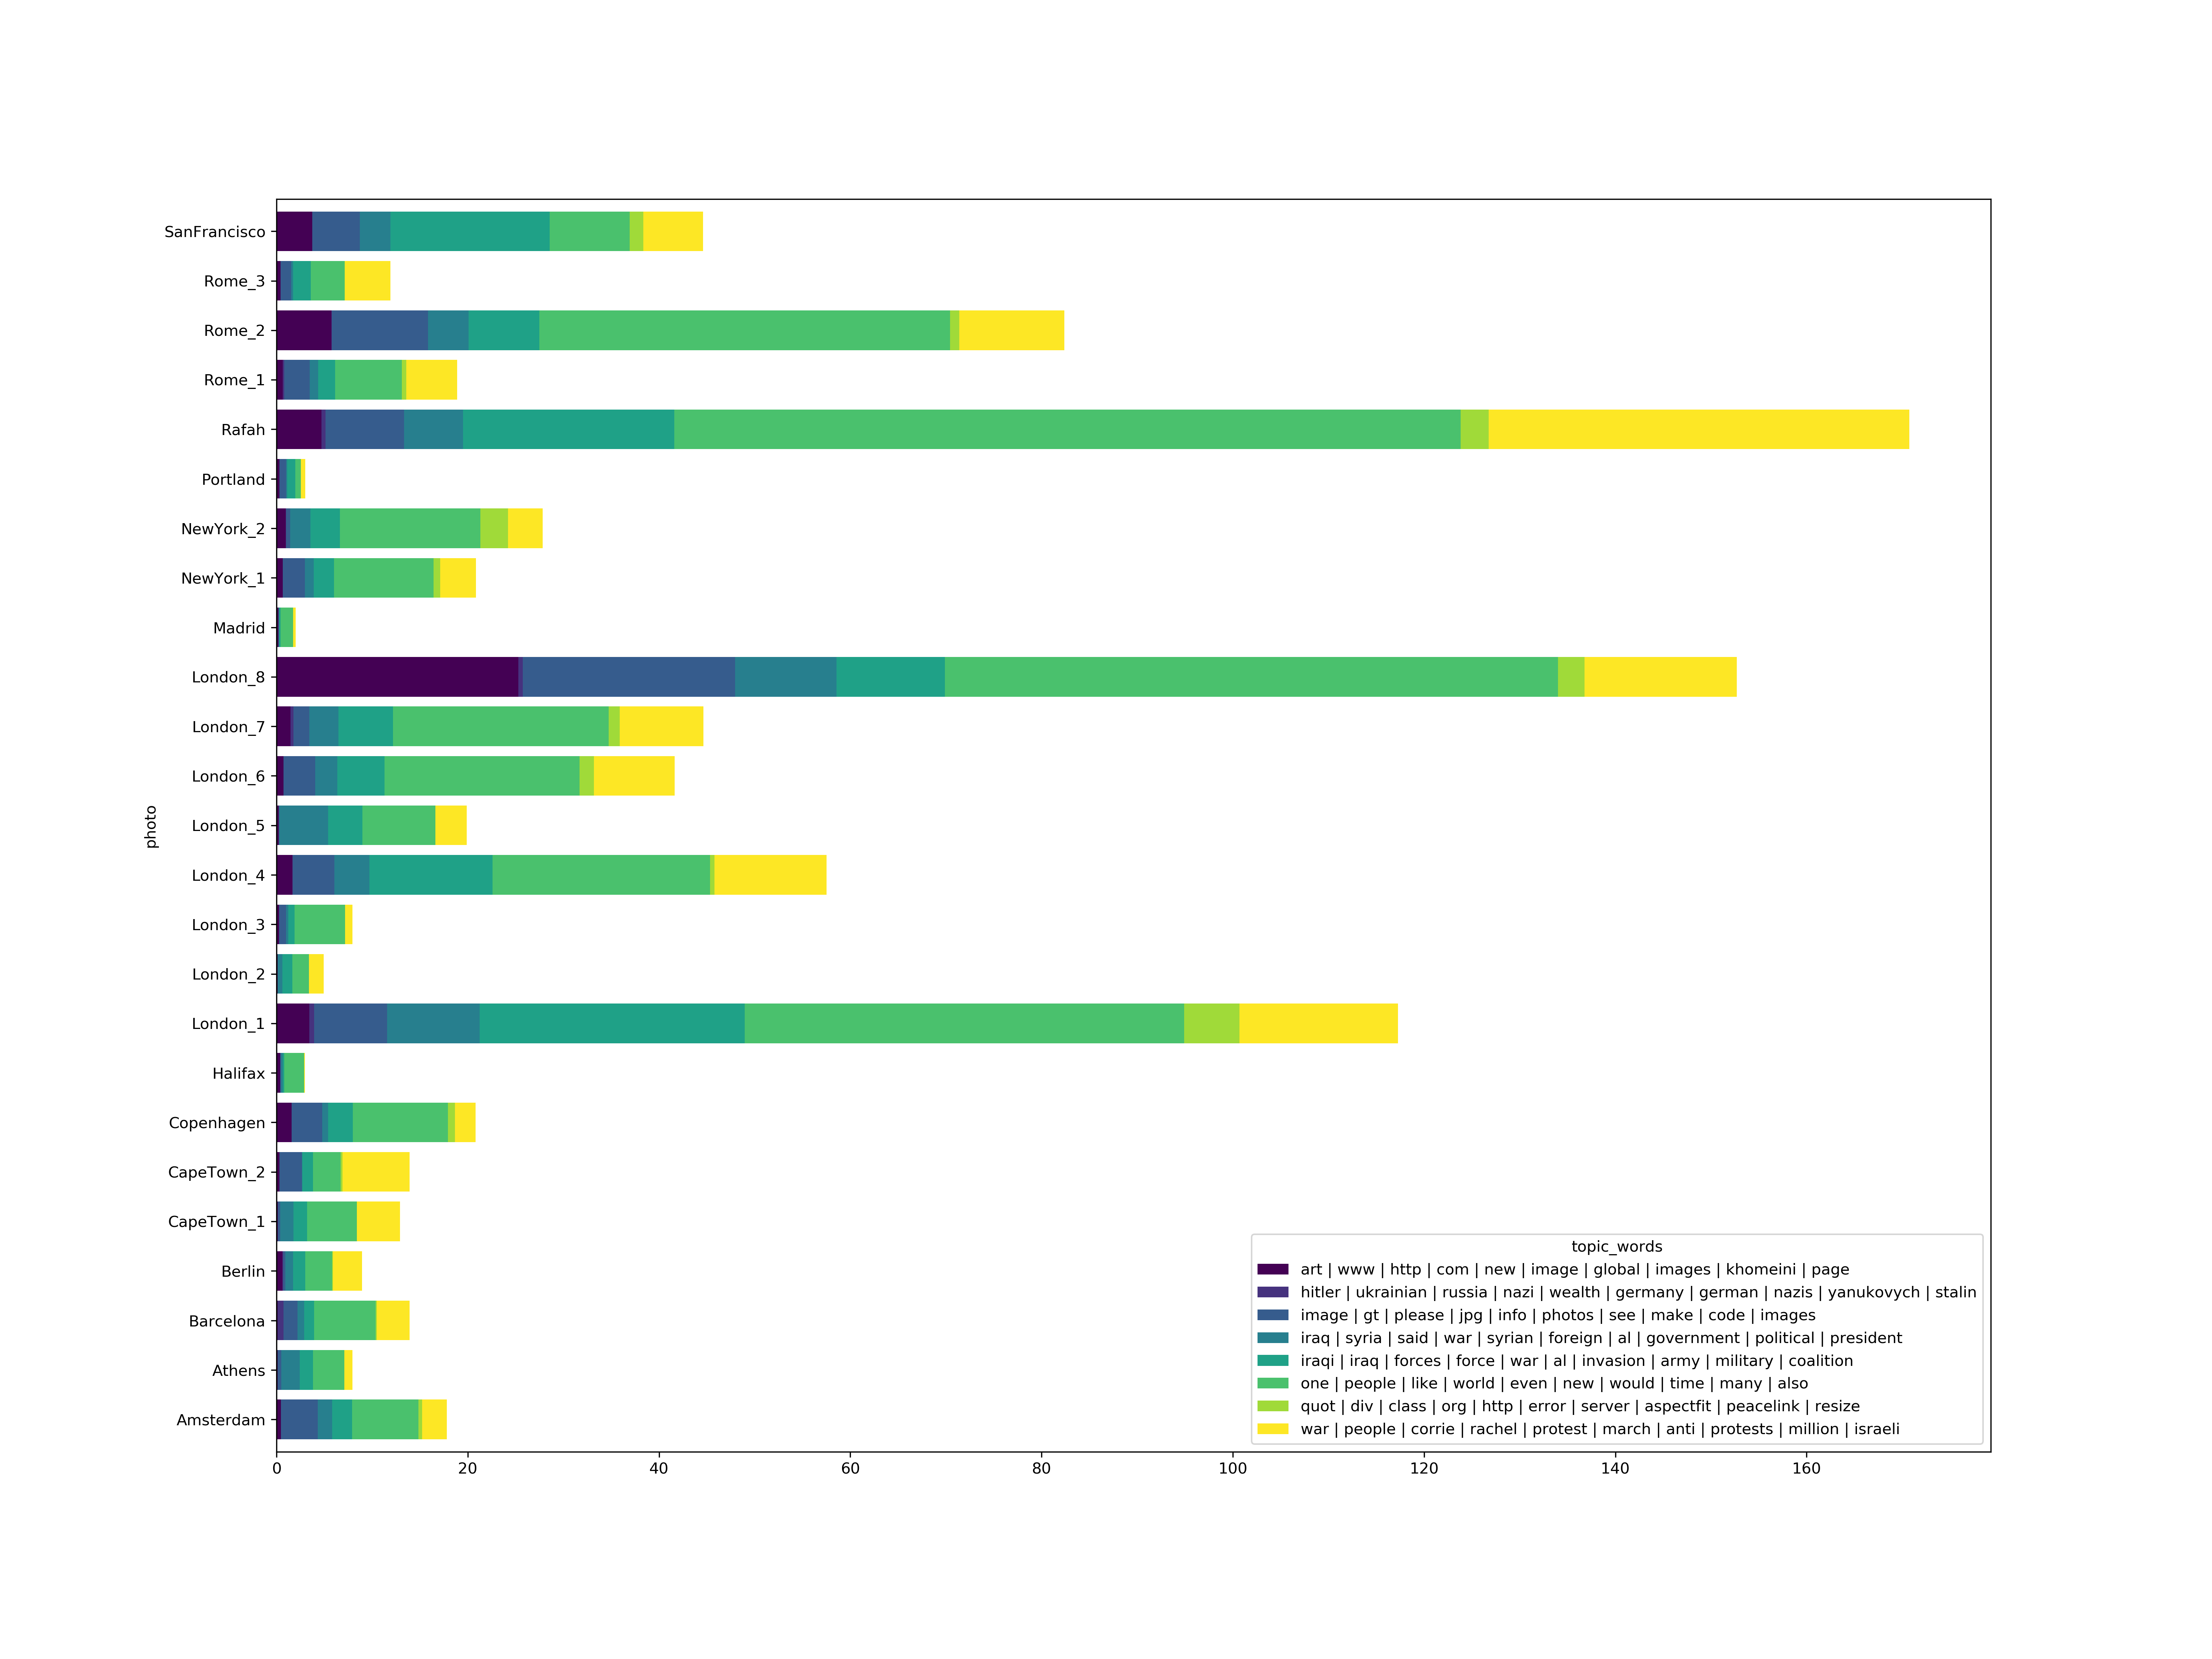 SanFrancisco
Rome_3
Rome_2
Rome_1
Rafah
Portland
NewYork_2
NewYork_1
Madrid
London_8
London_7
London_6
London_5
London_4
London_3
London_2
London_1
Halifax
Copenhagen
CapeTown_2
CapeTown_1
Berlin
Barcelona
Athens
Amsterdam
photo
topic_words
art | www | http | com | new | image | global | images | khomeini | page
hitler | ukrainian | russia | nazi | wealth | germany | german | nazis | yanukovych | stalin
image | gt | please | jpg | info | photos | see | make | code | images
iraq | syria | said | war | syrian | foreign | al | government | political | president
iraqi | iraq | forces | force | war | al | invasion | army | military | coalition
one | people | like | world | even | new | would | time | many | also
quot | div | class | org | http | error | server | aspectfit | peacelink | resize
war | people | corrie | rachel | protest | march | anti | protests | million | israeli
0 20 40 60 80 100 120 140 160